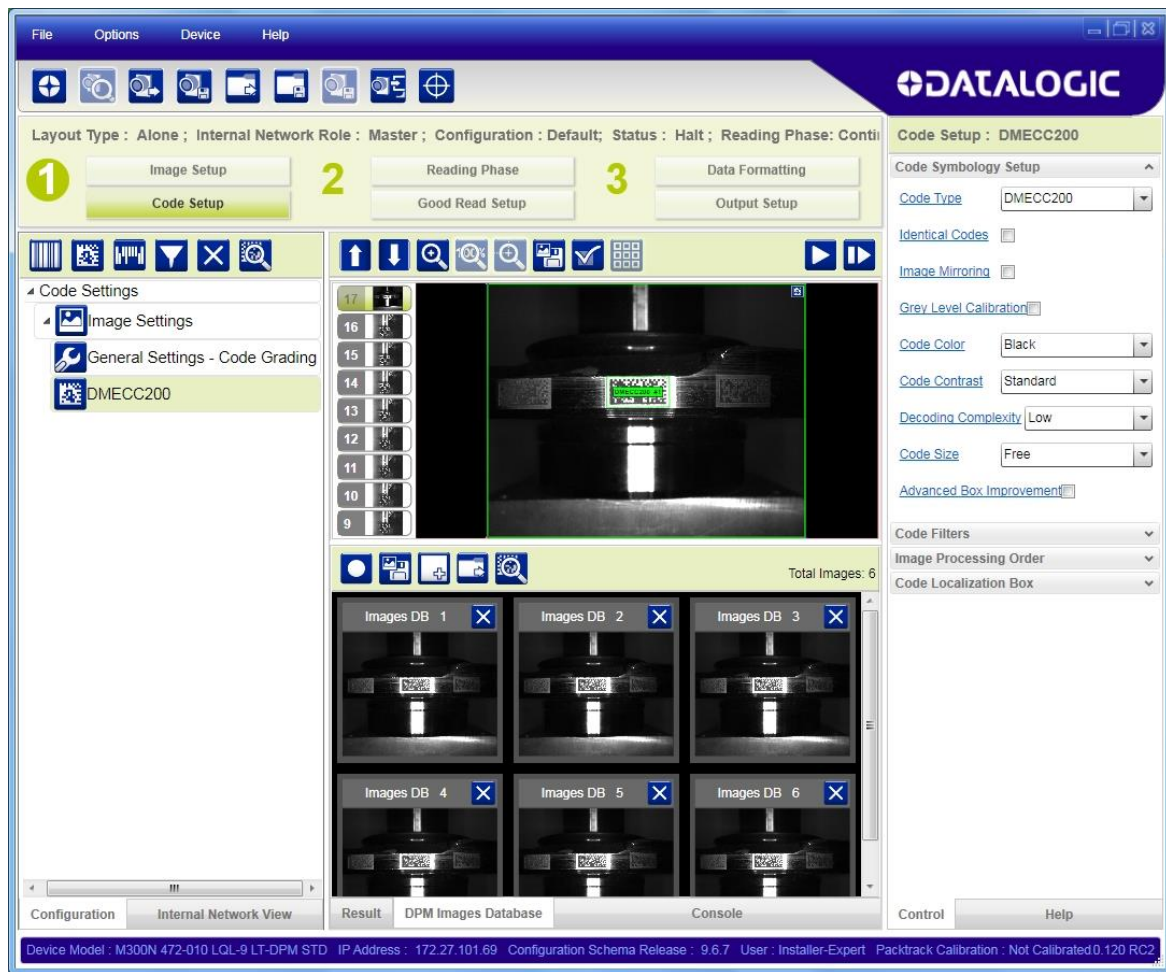 File Options Device Help
DATALOGIC
Layout Type : Alone ; Internal Network Role : Master ; Configuration : Default; Status : Halt ; Reading Phase: Conti
1 Image Setup 2 Reading Phase 3 Data Formatting
Code Setup Good Read Setup Output Setup
Code Settings
Image Settings
General Settings - Code Grading
DMECC200
Configuration Internal Network View
100%
17
16
15
14
13
12
11
10
9
DMECC200 #1
Total Images: 6
Images DB 1 Images DB 2 Images DB 3
Images DB 4 Images DB 5 Images DB 6
Result DPM Images Database Console
Code Setup : DMECC200
Code Symbology Setup
Code Type DMECC200
Identical Codes
Image Mirroring
Grey Level Calibration
Code Color Black
Code Contrast Standard
Decoding Complexity Low
Code Size Free
Advanced Box Improvement
Code Filters
Image Processing Order
Code Localization Box
Control Help
Device Model : M300N 472-010 LQL-9 LT-DPM STD IP Address : 172.27.101.69 Configuration Schema Release : 9.6.7 User : Installer-Expert Packtrack Calibration : Not Calibrated.0.120 RC2